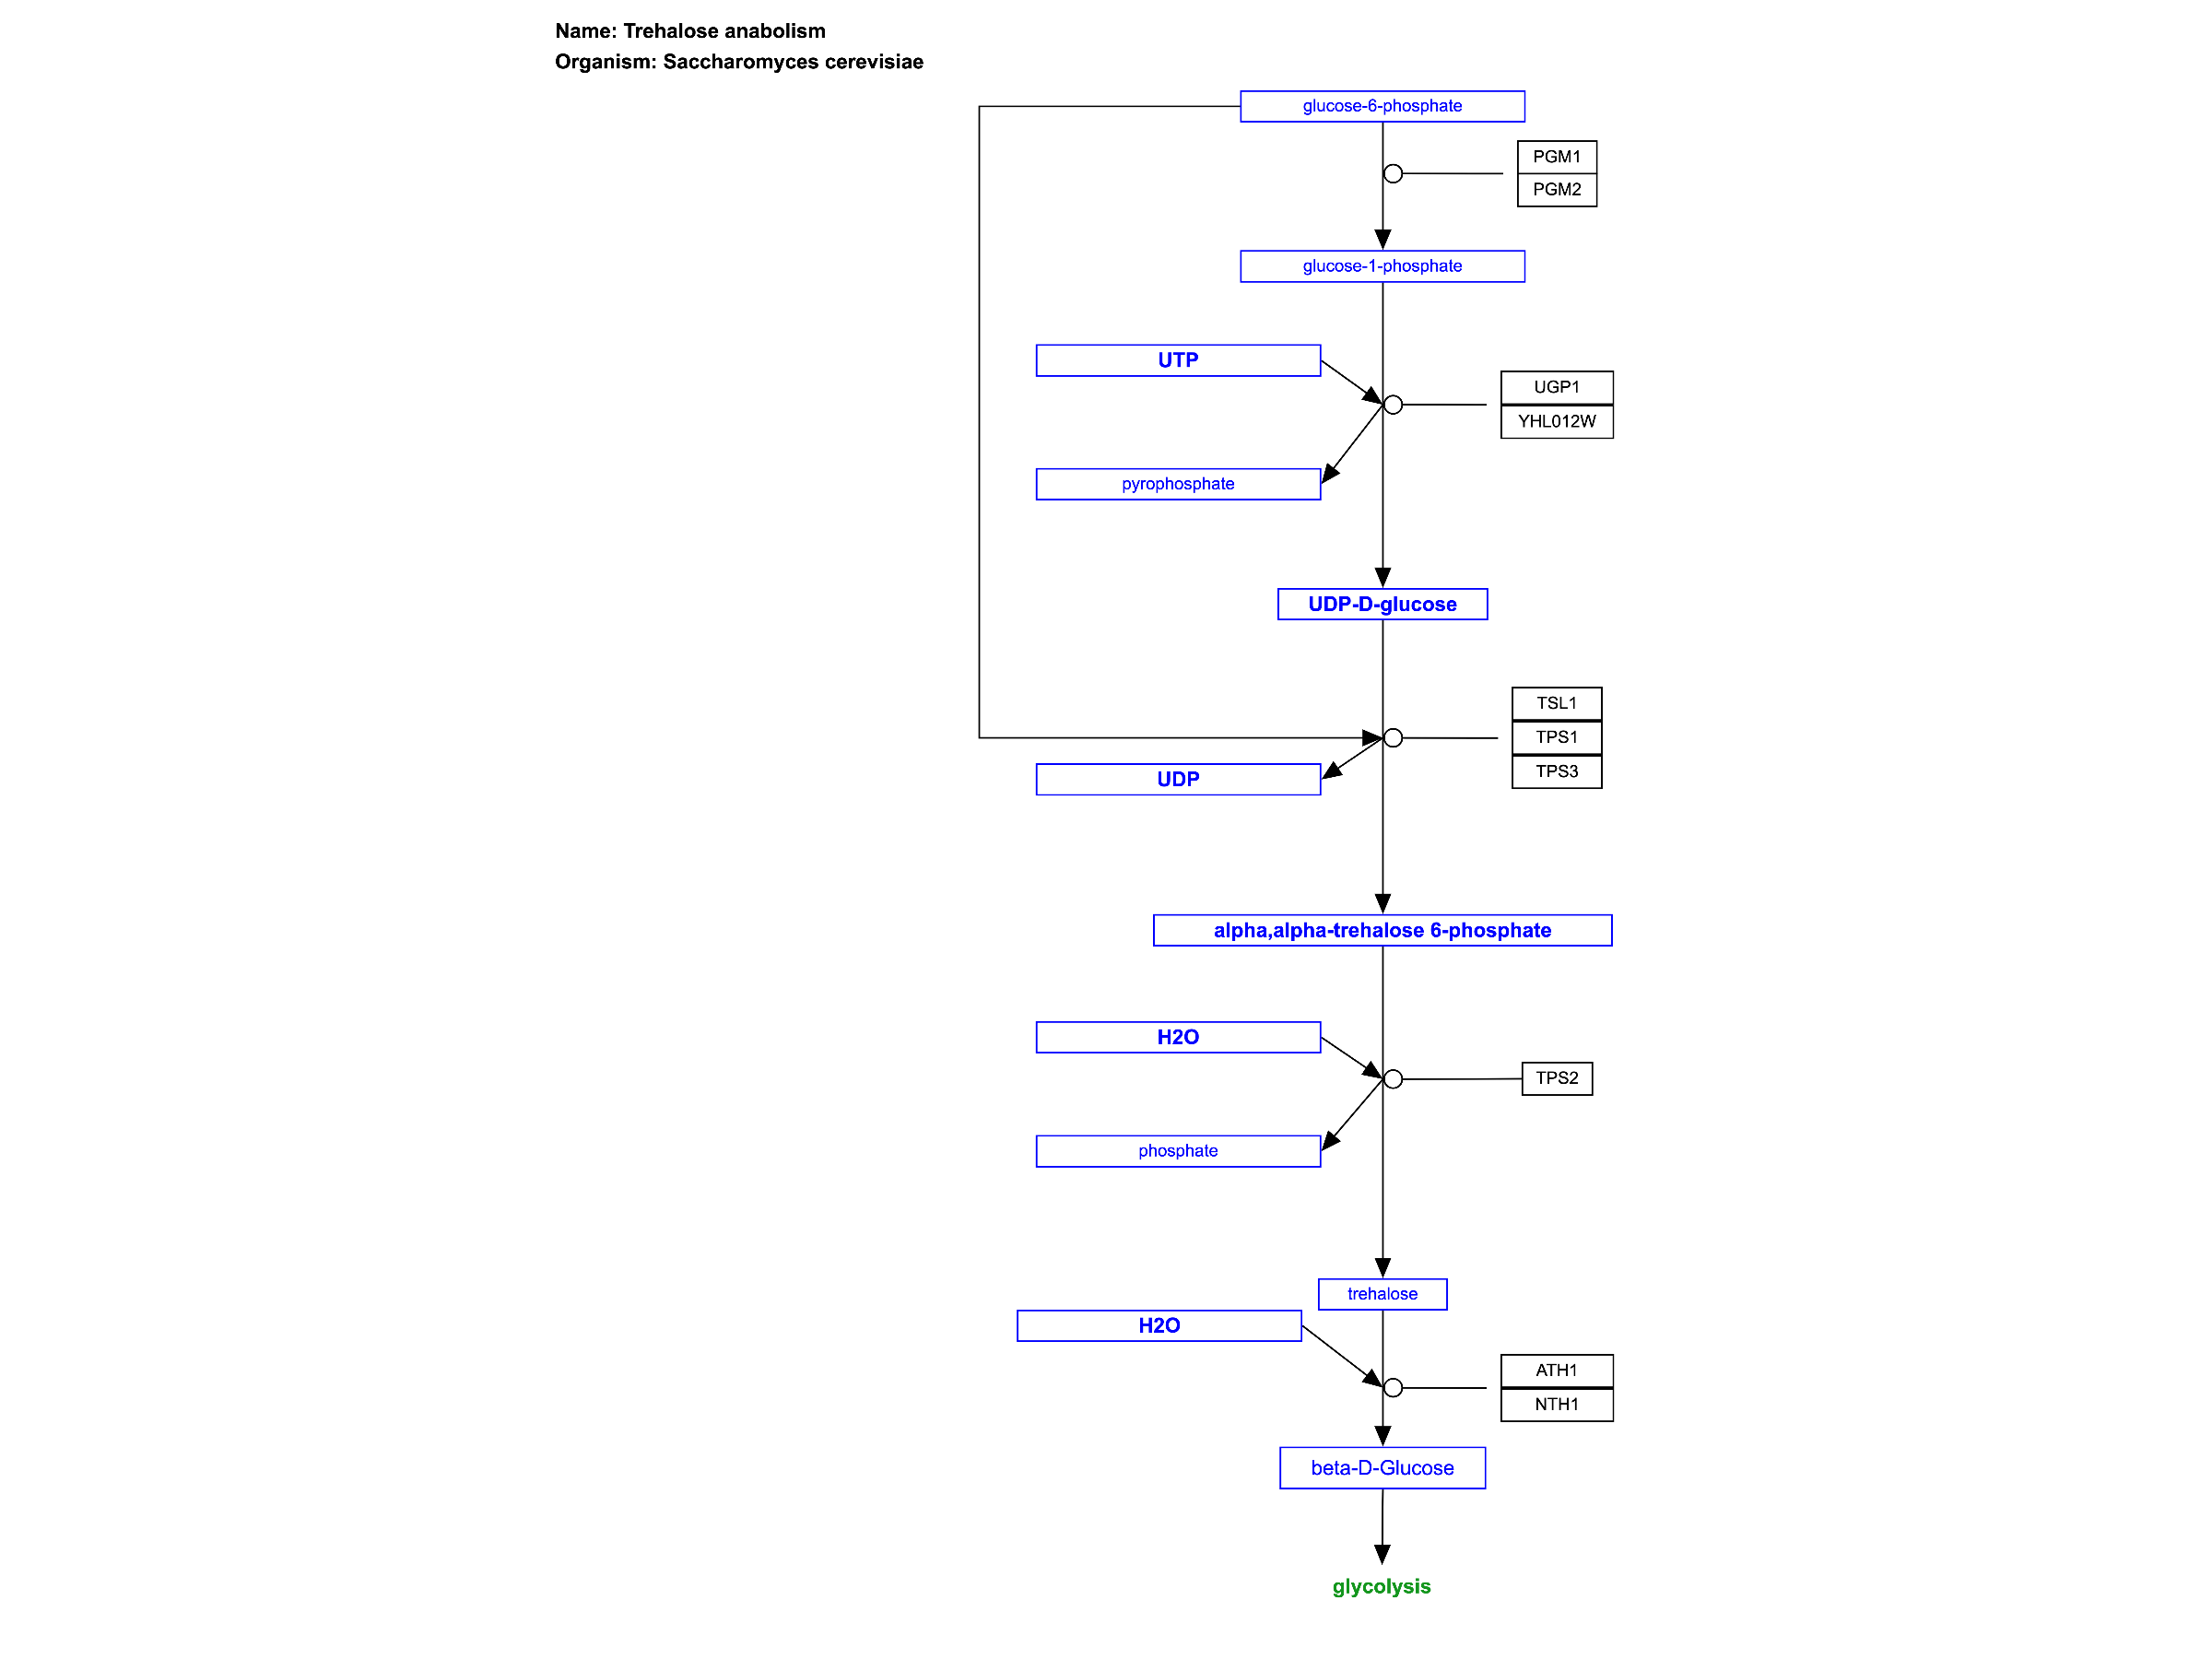 Name: Trehalose anabolism
Organism: Saccharomyces cerevisiae
glucose-6-phosphate
PGM1
PGM2
glucose-1-phosphate
UTP
UGP1
YHL012W
pyrophosphate
UDP-D-glucose
TSL1
TPS1
TPS3
UDP
alpha,alpha-trehalose 6-phosphate
H2O
TPS2
phosphate
trehalose
H2O
ATH1
NTH1
beta-D-Glucose
glycolysis